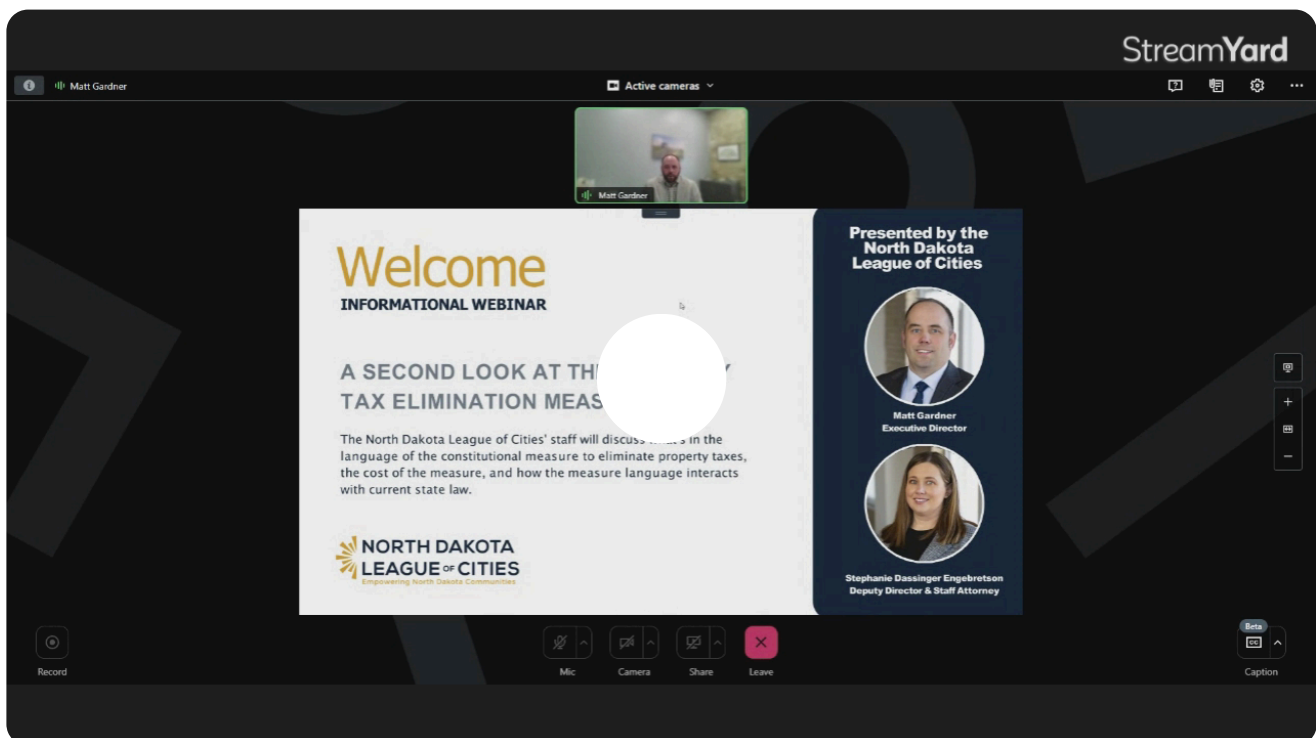 StreamYard
Matt Gardner
Active cameras
Matt Gardner
Welcome
INFORMATIONAL WEBINAR
A SECOND LOOK AT
TAX ELIMINATION
The North Dakota League of Cities' staff will discuss in the
language of the constitutional measure to eliminate property taxes,
the cost of the measure, and how the measure language interacts
with current state law.
NORTH DAKOTA
LEAGUE OF CITIES
Empowering North Dakota Communities
Presented by the
North Dakota
League of Cities
Matt Gardner
Executive Director
Stephanie Dassinger Engebretson
Deputy Director & Staff Attorney
Record
Mic
Camera
Share
Leave
Beta
CC
Caption